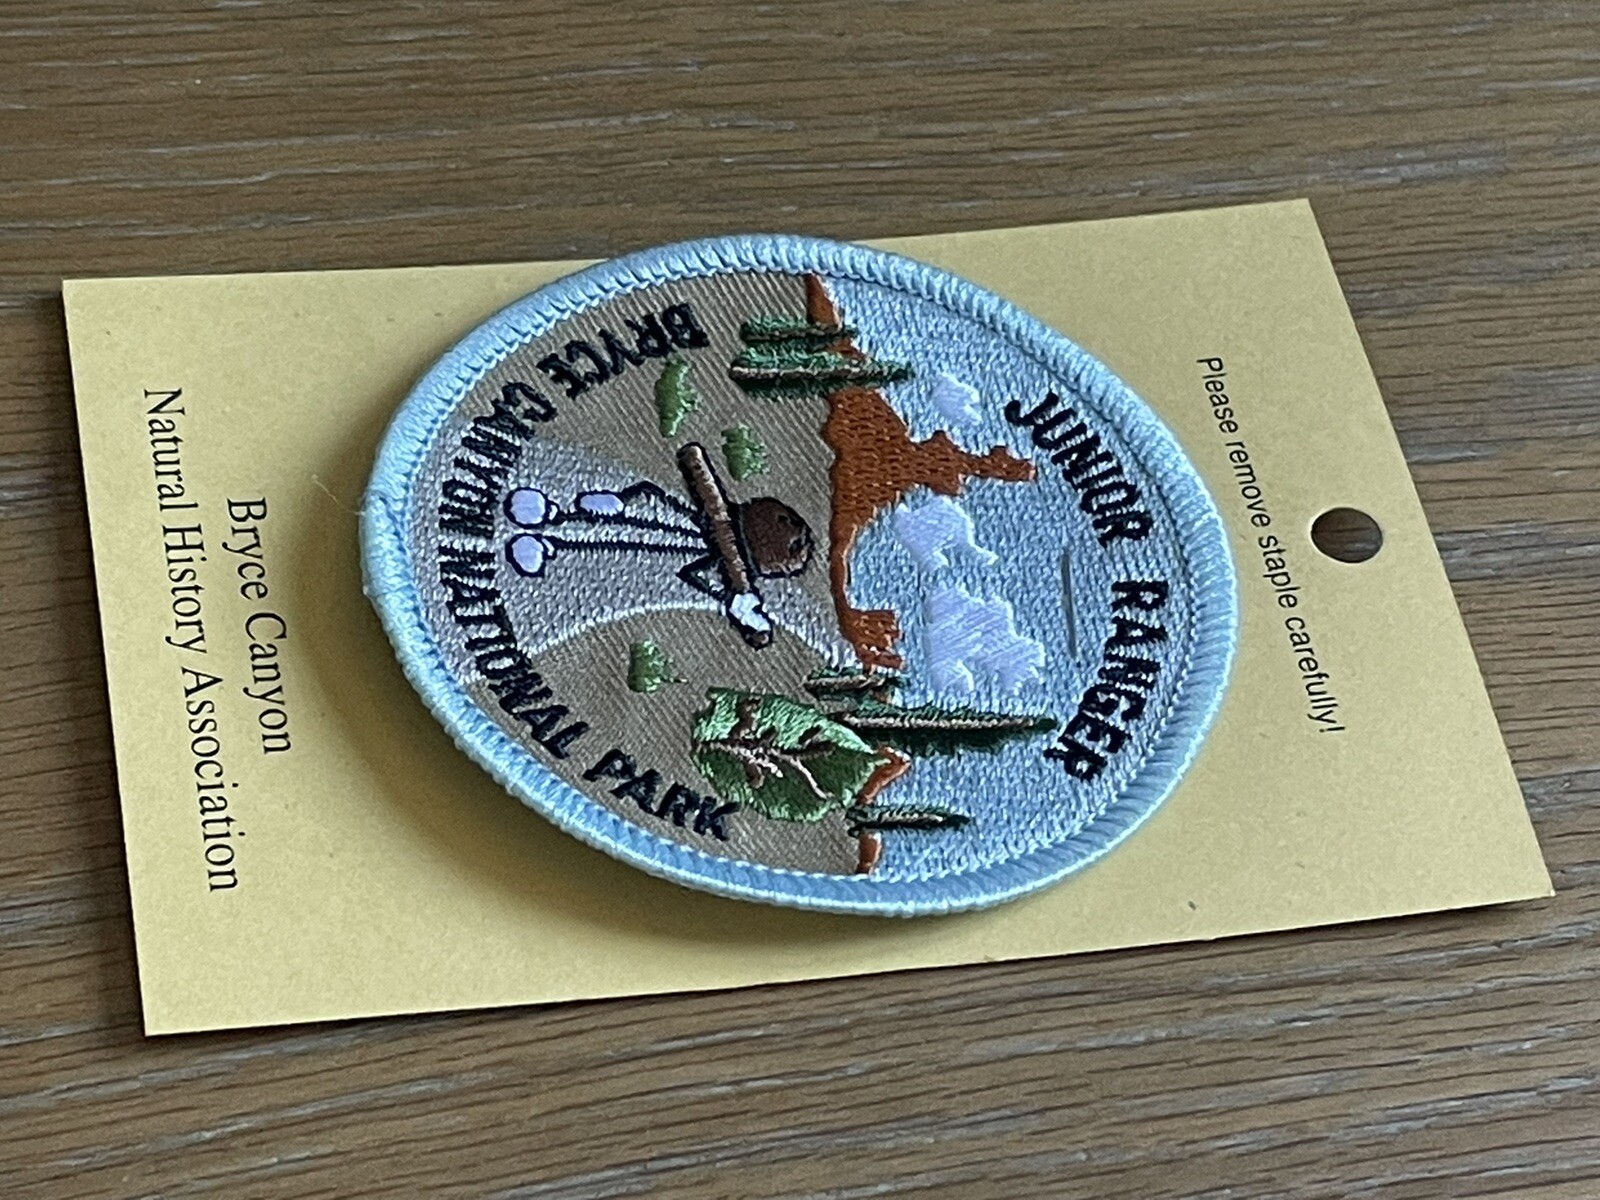 Please remove staple carefully!
JUNIOR RANGER
BRYCE CANYON NATIONAL PARK
Bryce Canyon
Natural History Association